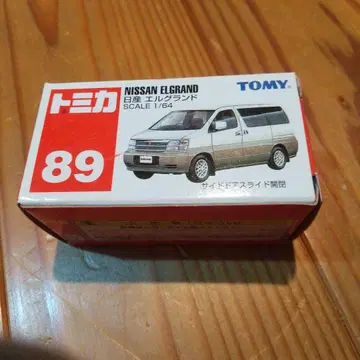 トミカ
89
NISSAN ELGRAND
日産 エルグランド
SCALE 1/64
TOMY
サイドドアスライド開閉